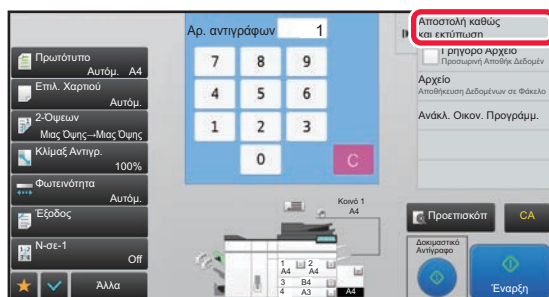 Αρ. αντιγράφων 1
Πρωτότυπο
Αυτόμ. A4
Επιλ. Χαρτιού
Αυτόμ.
2-Όψεων
Μιας Όψης→Μιας Όψης
Κλίμαξ Αντιγρ.
100%
Φωτεινότητα
Αυτόμ.
Έξοδος
N-σε-1
Off
Άλλα
7 8 9
4 5 6
1 2 3
0 C
Κοινό 1
A4
1 2
A4 A4
3 B4
4 A3 A4
Αποστολή καθώς
και εκτύπωση
Γρήγορο Αρχείο
Προσωρινή Αποθήκ Δεδομέν
Αρχείο
Αποθήκευση Δεδομένων σε Φάκελο
Ανάκλ. Οικον. Προγράμμ.
Προεπισκόπ CA
Δοκιμαστικό
Αντίγραφο
Έναρξη